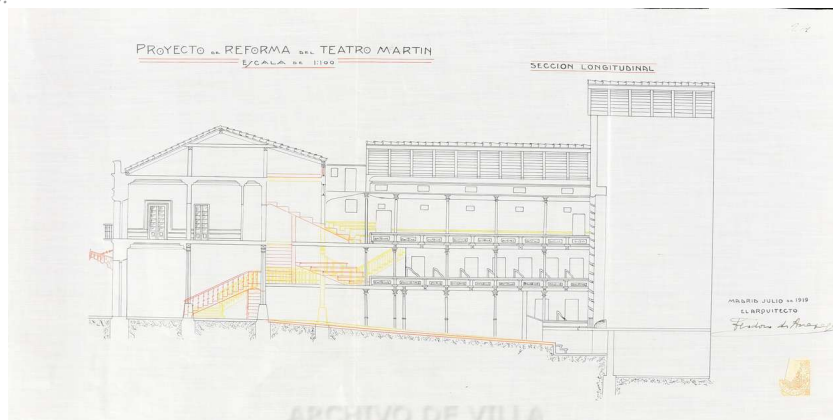 PROYECTO DE REFORMA DEL TEATRO MARTIN
ESCALA DE 1:100
SECCION LONGITUDINAL
MADRID JULIO DE 1919
EL ARQUITECTO
ARCHIVO DE VILLA